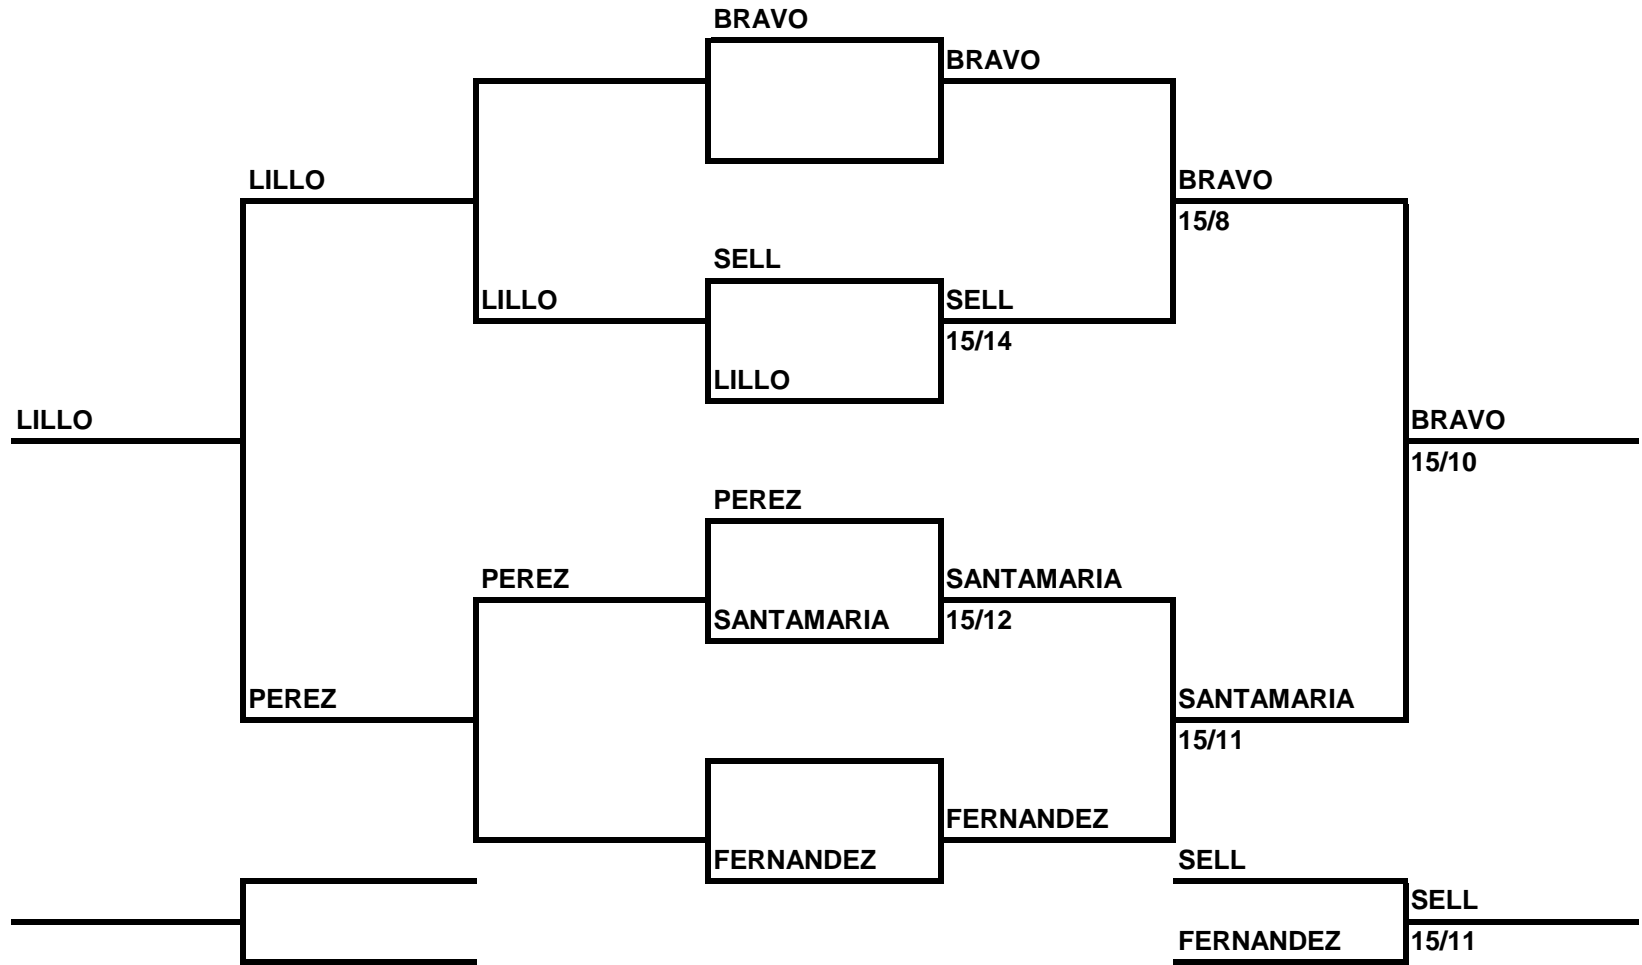 BRAVO
BRAVO
LILLO
BRAVO
15/8
SELL
LILLO
SELL
15/14
LILLO
LILLO
BRAVO
15/10
PEREZ
PEREZ
SANTAMARIA
SANTAMARIA
15/12
PEREZ
SANTAMARIA
15/11
FERNANDEZ
FERNANDEZ
SELL
SELL
FERNANDEZ
15/11